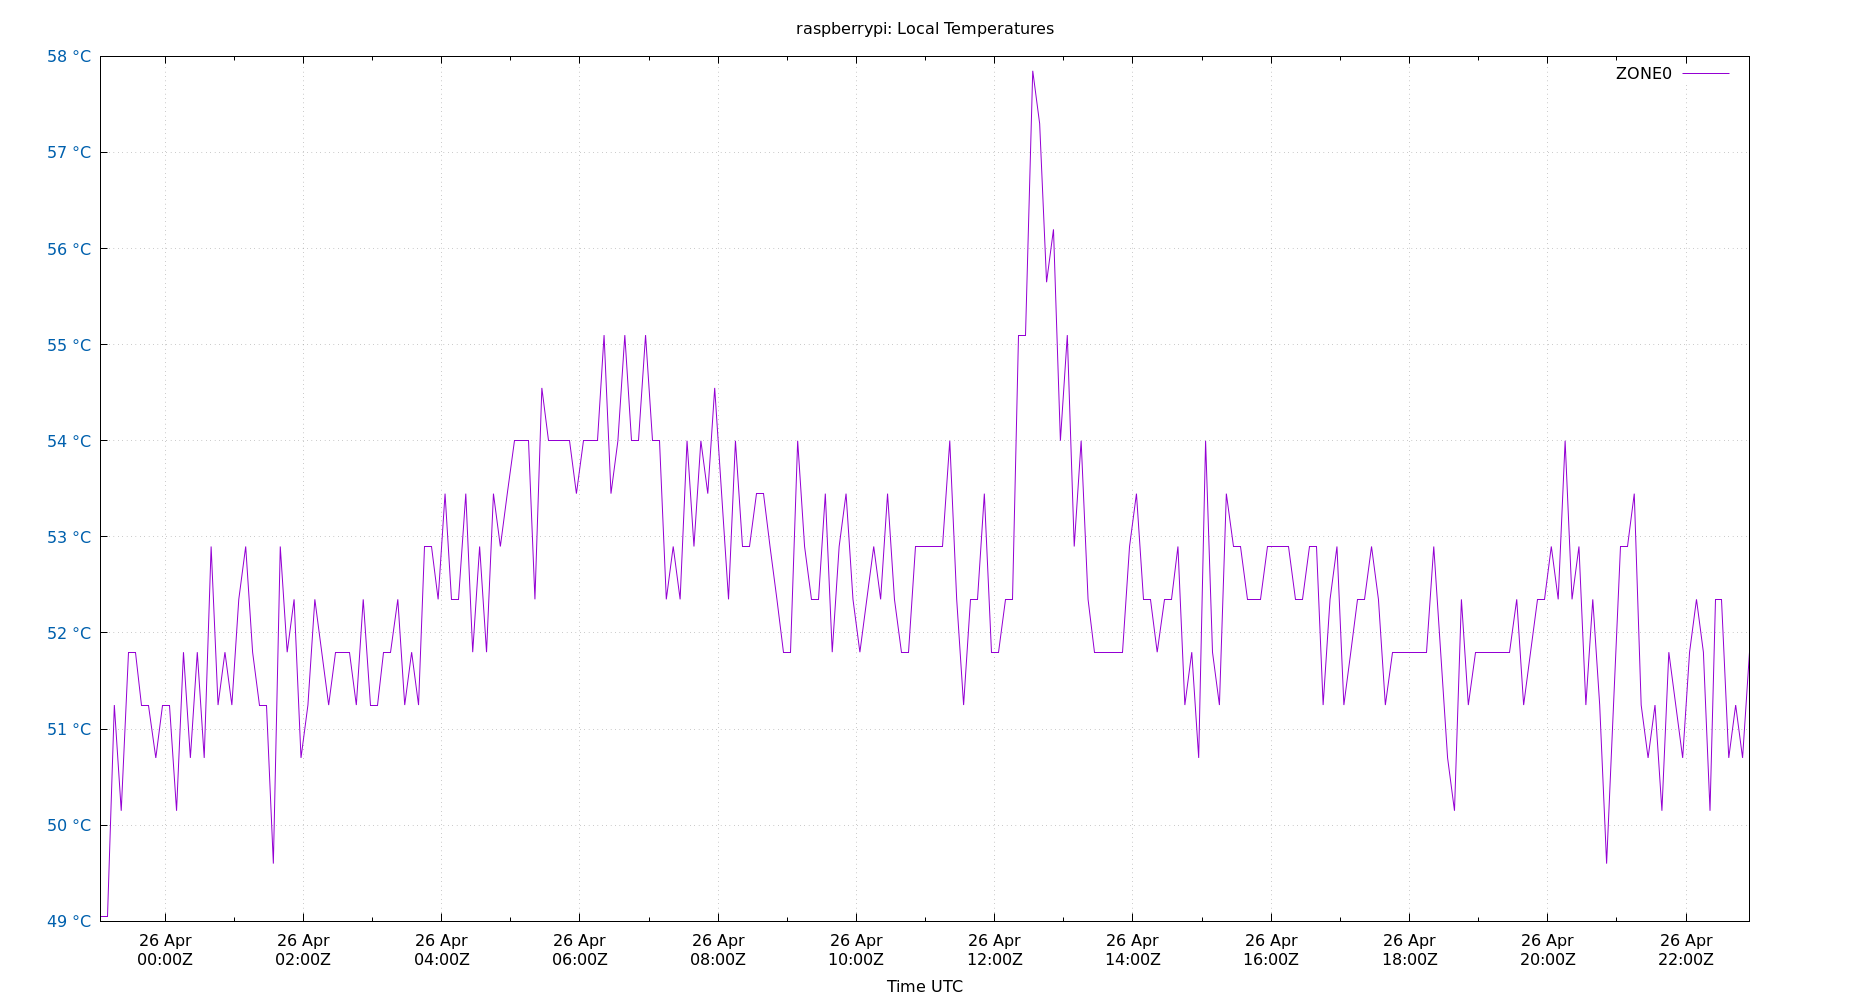 raspberrypi: Local Temperatures
58 °C
ZONE0
57 °C
56 °C
55 °C
54 °C
53 °C
52 °C
51 °C
50 °C
49 °C
26 Apr 26 Apr 26 Apr 26 Apr 26 Apr 26 Apr 26 Apr 26 Apr 26 Apr 26 Apr 26 Apr 26 Apr
00:00Z 02:00Z 04:00Z 06:00Z 08:00Z 10:00Z 12:00Z 14:00Z 16:00Z 18:00Z 20:00Z 22:00Z
Time UTC